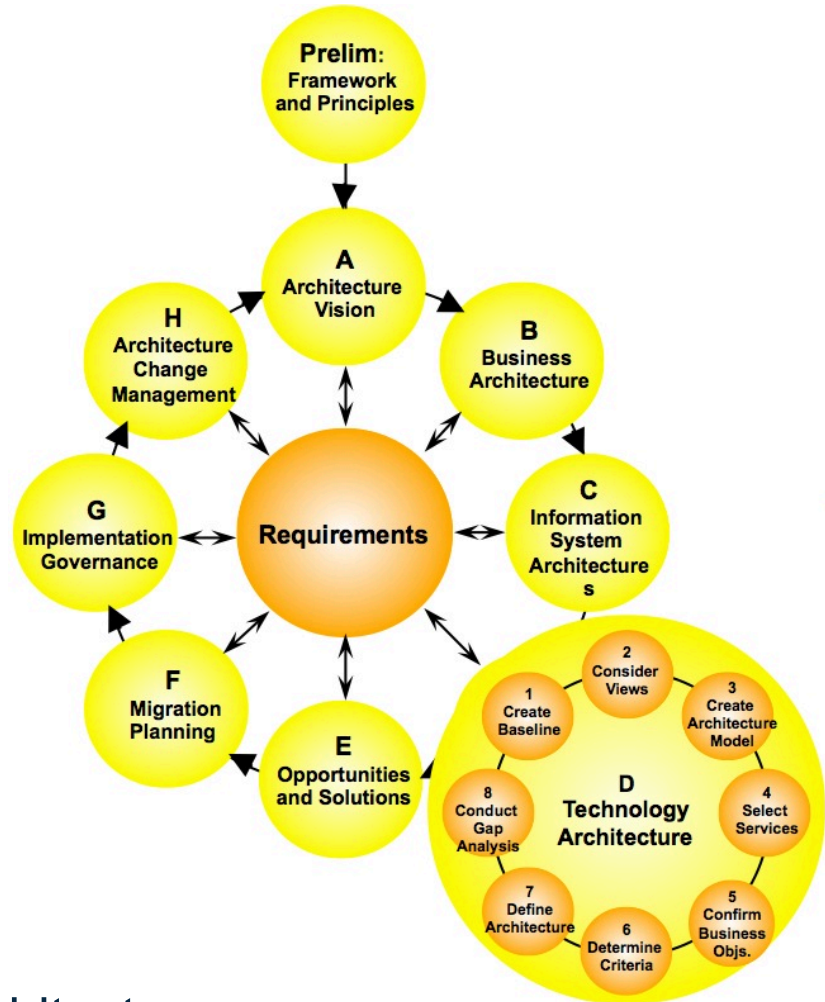 Prelim:
Framework
and Principles
A
Architecture
Vision
B
Business
Architecture
C
Information
System
Architecture
s
H
Architecture
Change
Management
G
Implementation
Governance
Requirements
F
Migration
Planning
E
Opportunities
and Solutions
D
Technology
Architecture
1
Create
Baseline
2
Consider
Views
3
Create
Architecture
Model
4
Select
Services
5
Confirm
Business
Objs.
6
Determine
Criteria
7
Define
Architecture
8
Conduct
Gap
Analysis